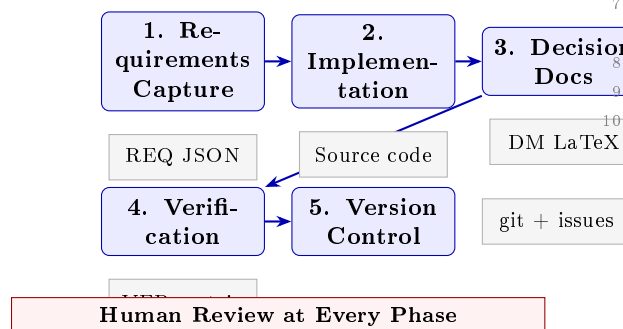 7
1. Re-
quirements
Capture
2.
Implemen-
tation
3. Decision
Docs
8
9
10
REQ JSON
Source code
DM LaTeX
4. Verifi-
cation
5. Version
Control
git + issues
Human Review at Every Phase